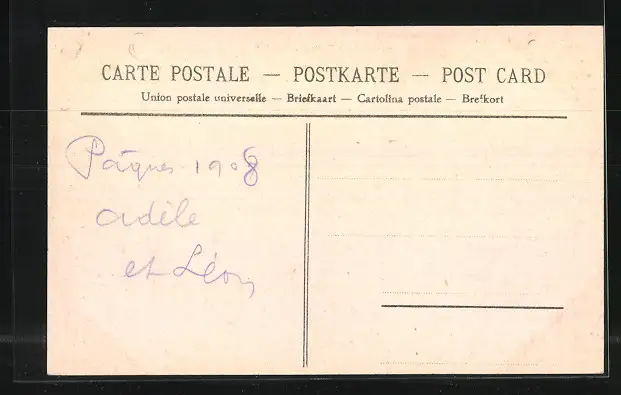 CARTE POSTALE — POSTKARTE — POST CARD
Union postale universelle — Briefkaart — Cartolina postale — Brefkort
Pâques 1908
Adèle
et Léon